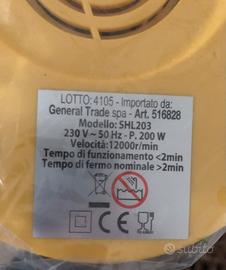 LOTTO: 4105 - Importato da:
General Trade spa - Art. 516828
Modello: SHL203
230 V ~ 50 Hz - P. 200 W
Velocità: 12000r/min
Tempo di funzionamento <2min
Tempo di fermo nominale >2min
CE
subito